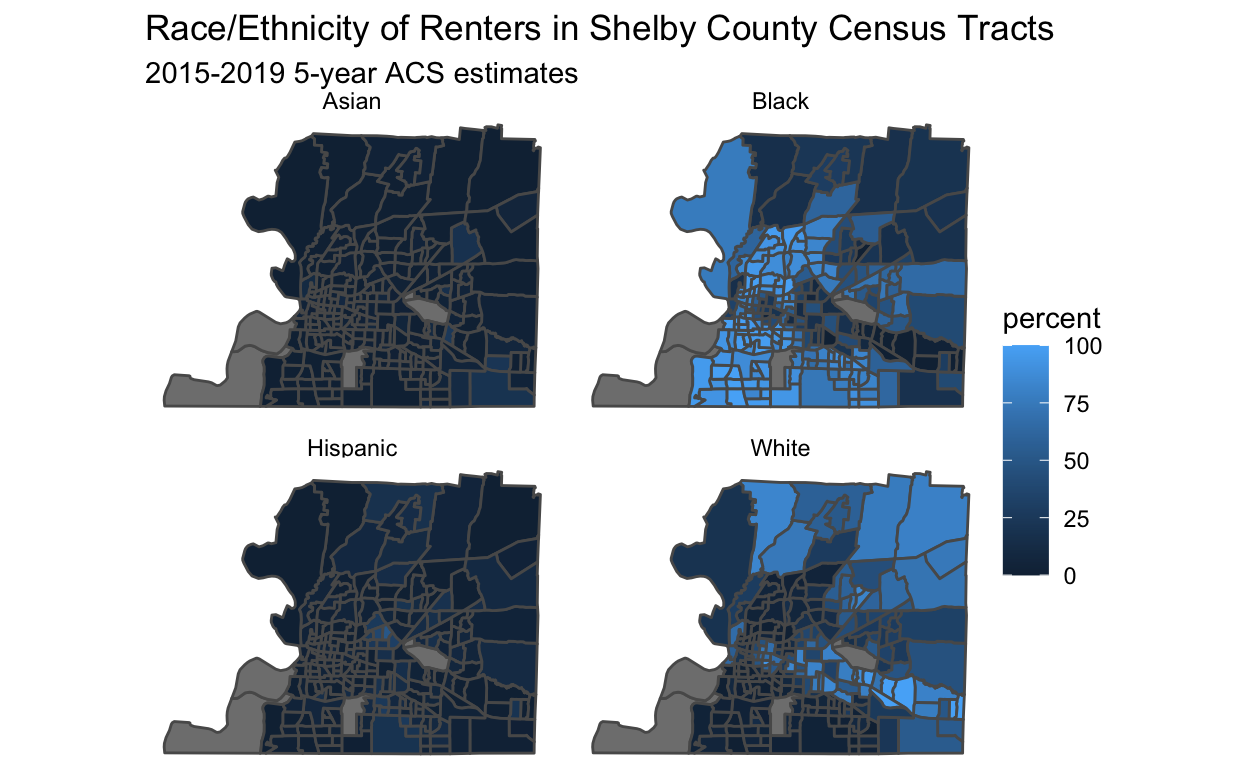 Race/Ethnicity of Renters in Shelby County Census Tracts
2015-2019 5-year ACS estimates
Asian
Black
Hispanic
White
percent
100
75
50
25
0